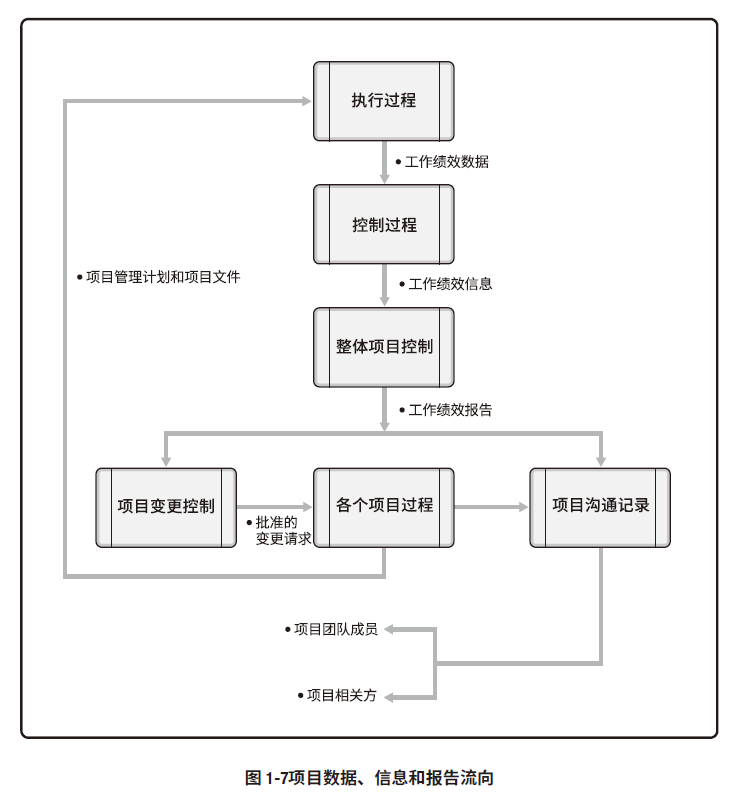 执行过程
• 工作绩效数据
控制过程
• 项目管理计划和项目文件
• 工作绩效信息
整体项目控制
• 工作绩效报告
项目变更控制
• 批准的
变更请求
各个项目过程
项目沟通记录
• 项目团队成员
• 项目相关方
图 1-7项目数据、信息和报告流向